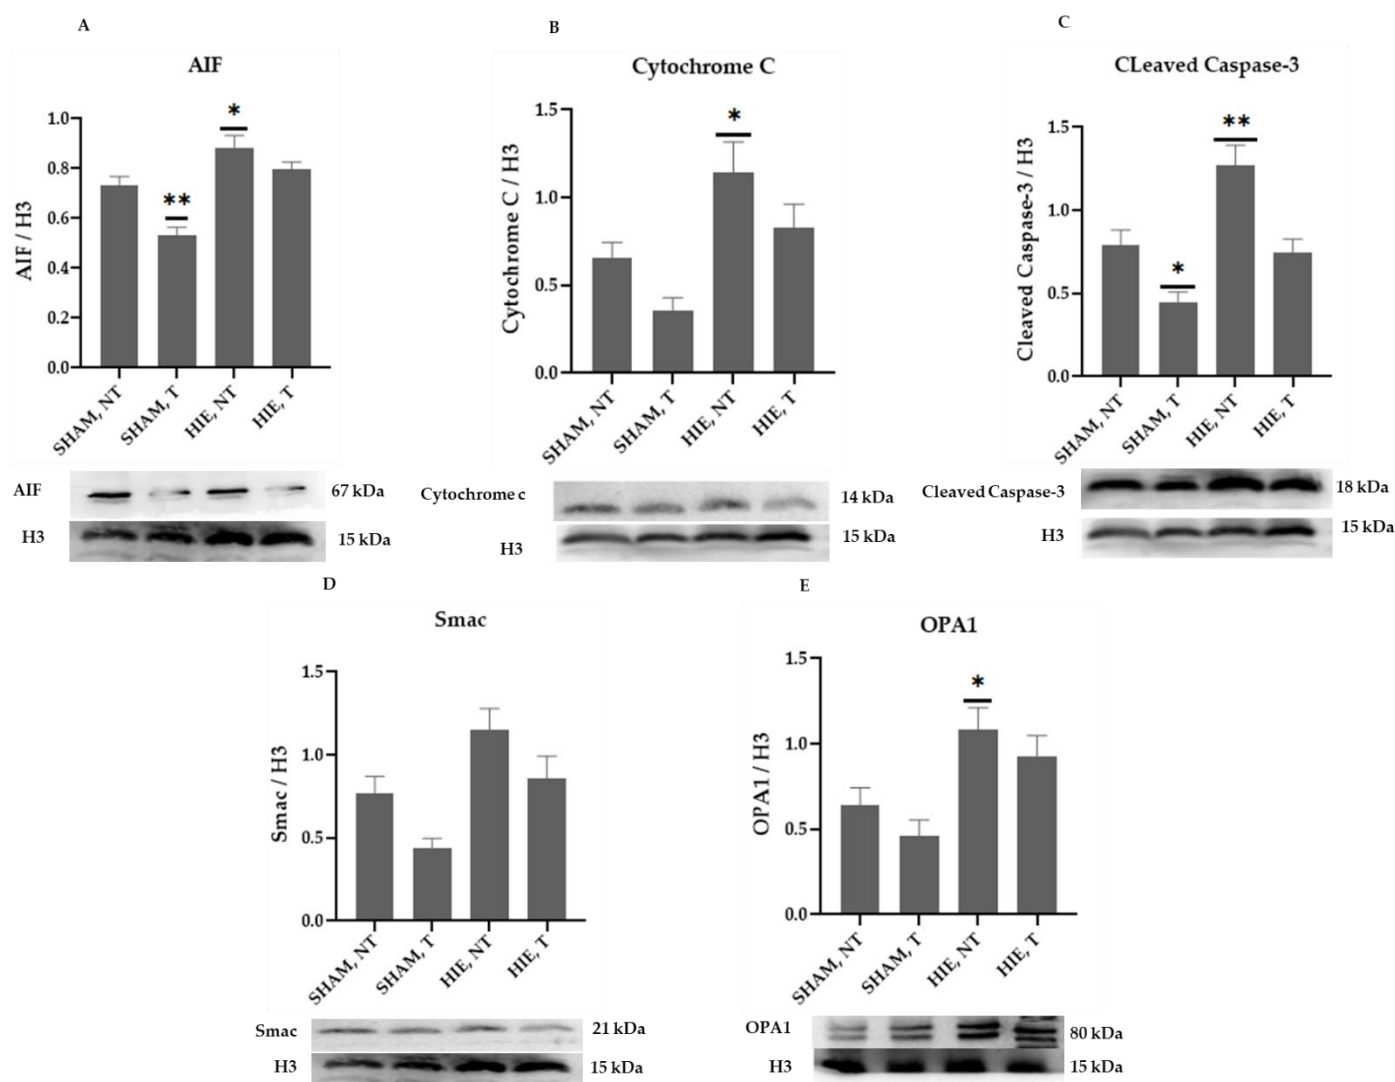 A
B
C
AIF
Cytochrome C
CLeaved Caspase-3
AIF / H3
1.0
0.8
0.6
0.4
0.2
0.0
**
*
SHAM, NT
SHAM, T
HIE, NT
HIE, T
Cytochrome C / H3
1.5
1.0
0.5
0.0
*
SHAM, NT
SHAM, T
HIE, NT
HIE, T
Cleaved Caspase-3 / H3
1.5
1.0
0.5
0.0
*
**
SHAM, NT
SHAM, T
HIE, NT
HIE, T
AIF 67 kDa
H3 15 kDa
Cytochrome c 14 kDa
H3 15 kDa
Cleaved Caspase-3 18 kDa
H3 15 kDa
D
E
Smac
OPA1
Smac / H3
1.5
1.0
0.5
0.0
SHAM, NT
SHAM, T
HIE, NT
HIE, T
OPA1 / H3
1.5
1.0
0.5
0.0
*
SHAM, NT
SHAM, T
HIE, NT
HIE, T
Smac 21 kDa
H3 15 kDa
OPA1 80 kDa
H3 15 kDa